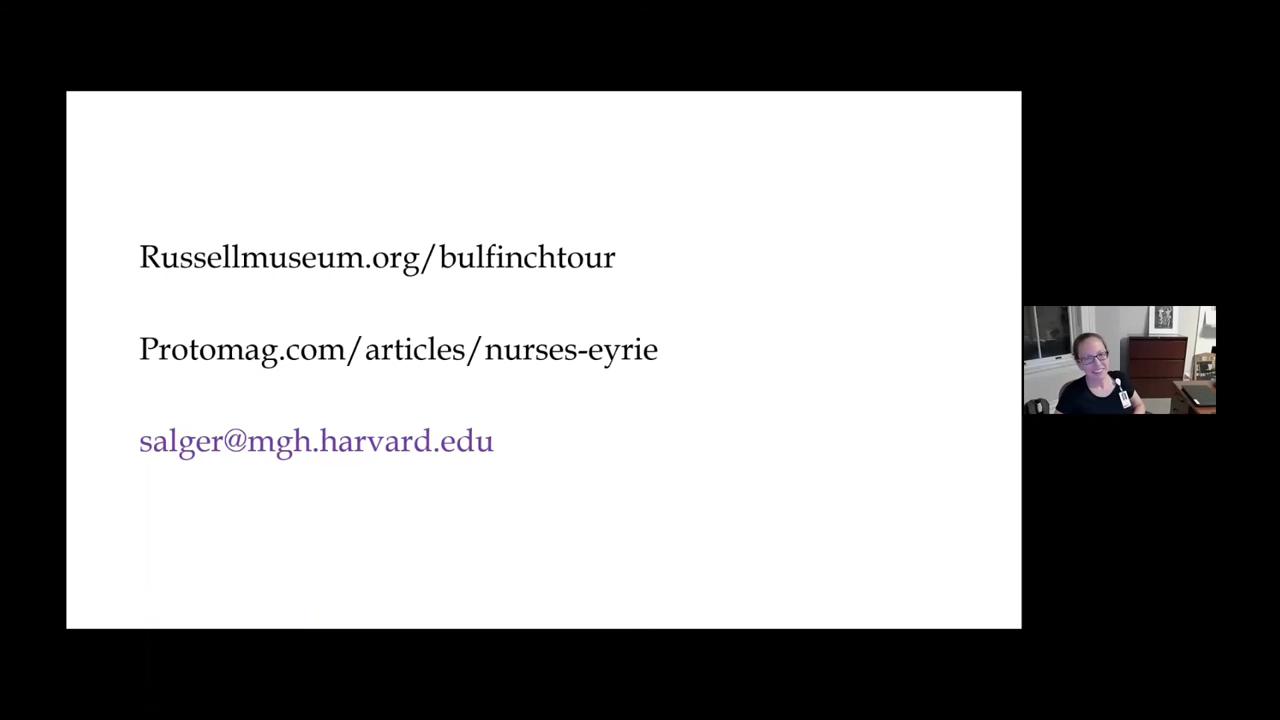 Russellmuseum.org/bulfinchtour
Protomag.com/articles/nurses-eyrie
salger@mgh.harvard.edu